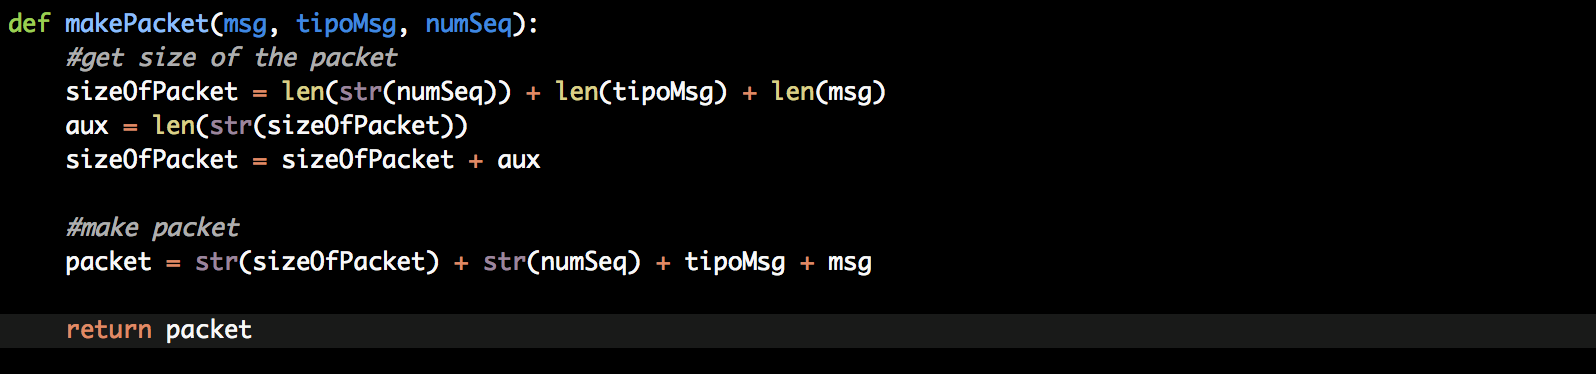 def makePacket(msg, tipoMsg, numSeq):
    #get size of the packet
    sizeOfPacket = len(str(numSeq)) + len(tipoMsg) + len(msg)
    aux = len(str(sizeOfPacket))
    sizeOfPacket = sizeOfPacket + aux
    #make packet
    packet = str(sizeOfPacket) + str(numSeq) + tipoMsg + msg
    return packet